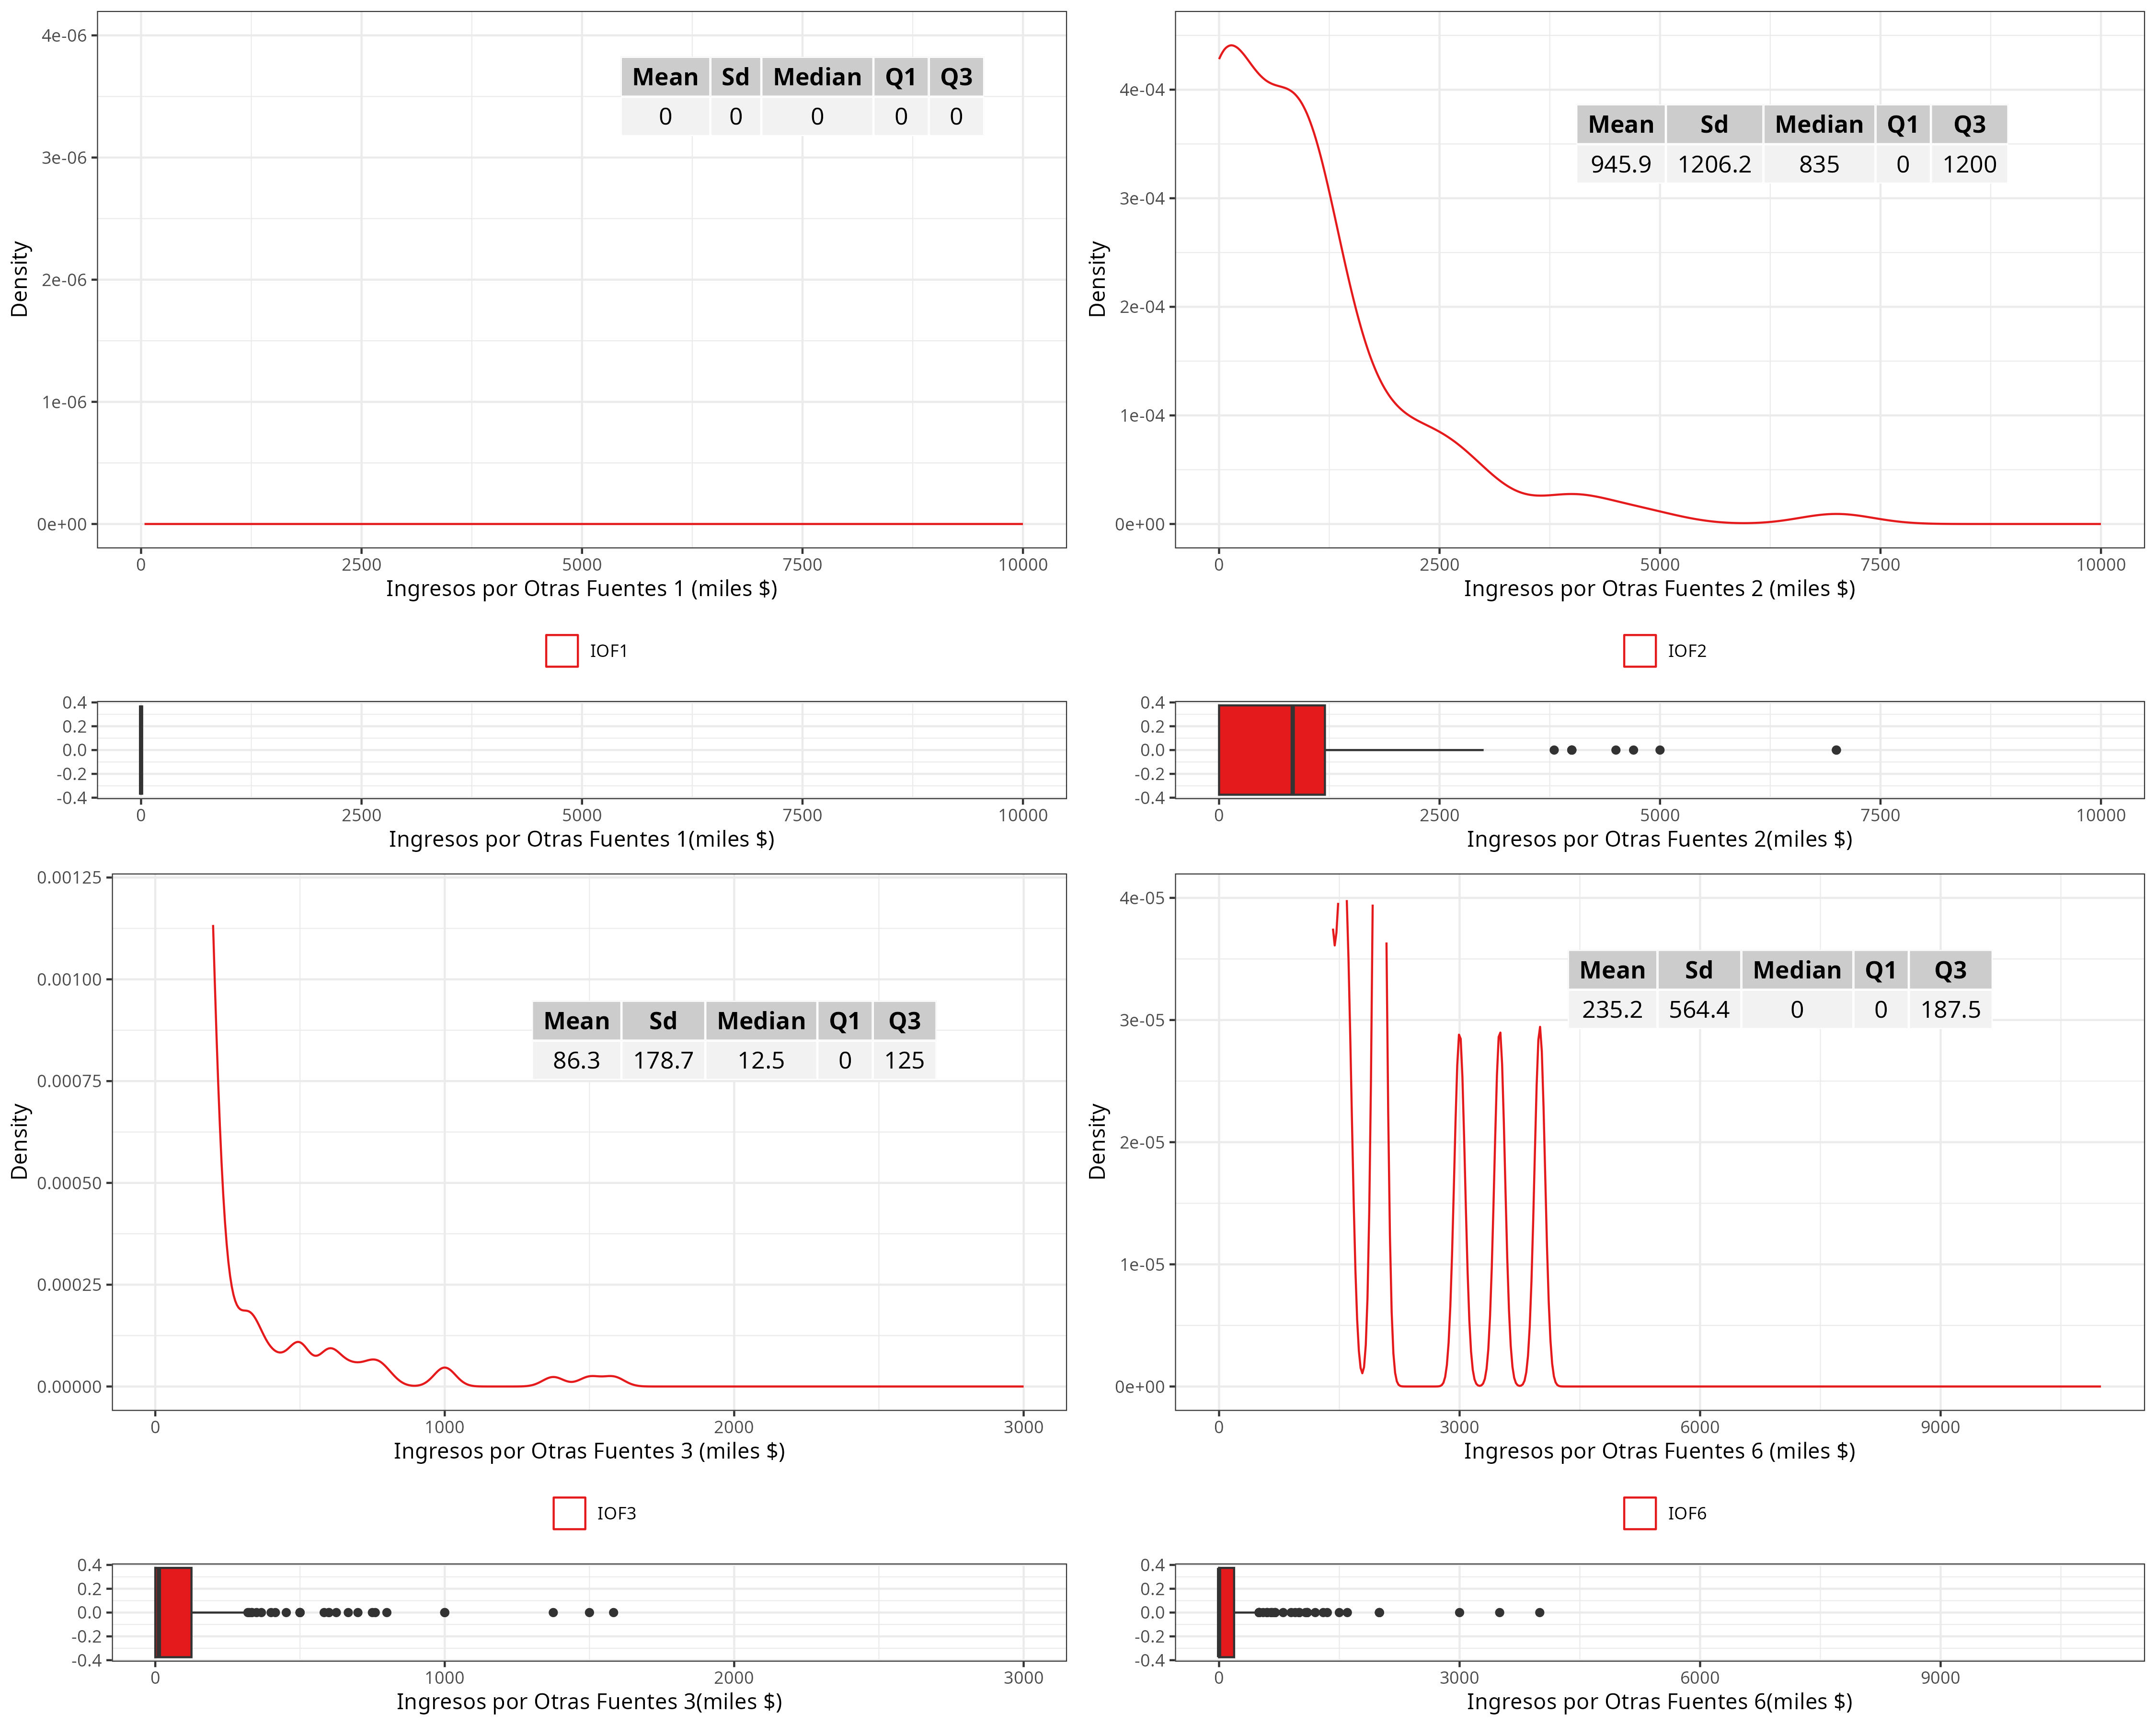 4e-06
3e-06
2e-06
1e-06
0e+00
Density
Mean Sd Median Q1 Q3
0 0 0 0 0
0 2500 5000 7500 10000
Ingresos por Otras Fuentes 1 (miles $)
IOF1
0.4
0.2
0.0
-0.2
-0.4
0 2500 5000 7500 10000
Ingresos por Otras Fuentes 1(miles $)
4e-04
3e-04
2e-04
1e-04
0e+00
Density
Mean Sd Median Q1 Q3
945.9 1206.2 835 0 1200
0 2500 5000 7500 10000
Ingresos por Otras Fuentes 2 (miles $)
IOF2
0.4
0.2
0.0
-0.2
-0.4
0 2500 5000 7500 10000
Ingresos por Otras Fuentes 2(miles $)
0.00125
0.00100
0.00075
0.00050
0.00025
0.00000
Density
Mean Sd Median Q1 Q3
86.3 178.7 12.5 0 125
0 1000 2000 3000
Ingresos por Otras Fuentes 3 (miles $)
IOF3
0.4
0.2
0.0
-0.2
-0.4
0 1000 2000 3000
Ingresos por Otras Fuentes 3(miles $)
4e-05
3e-05
2e-05
1e-05
0e+00
Density
Mean Sd Median Q1 Q3
235.2 564.4 0 0 187.5
0 3000 6000 9000
Ingresos por Otras Fuentes 6 (miles $)
IOF6
0.4
0.2
0.0
-0.2
-0.4
0 3000 6000 9000
Ingresos por Otras Fuentes 6(miles $)